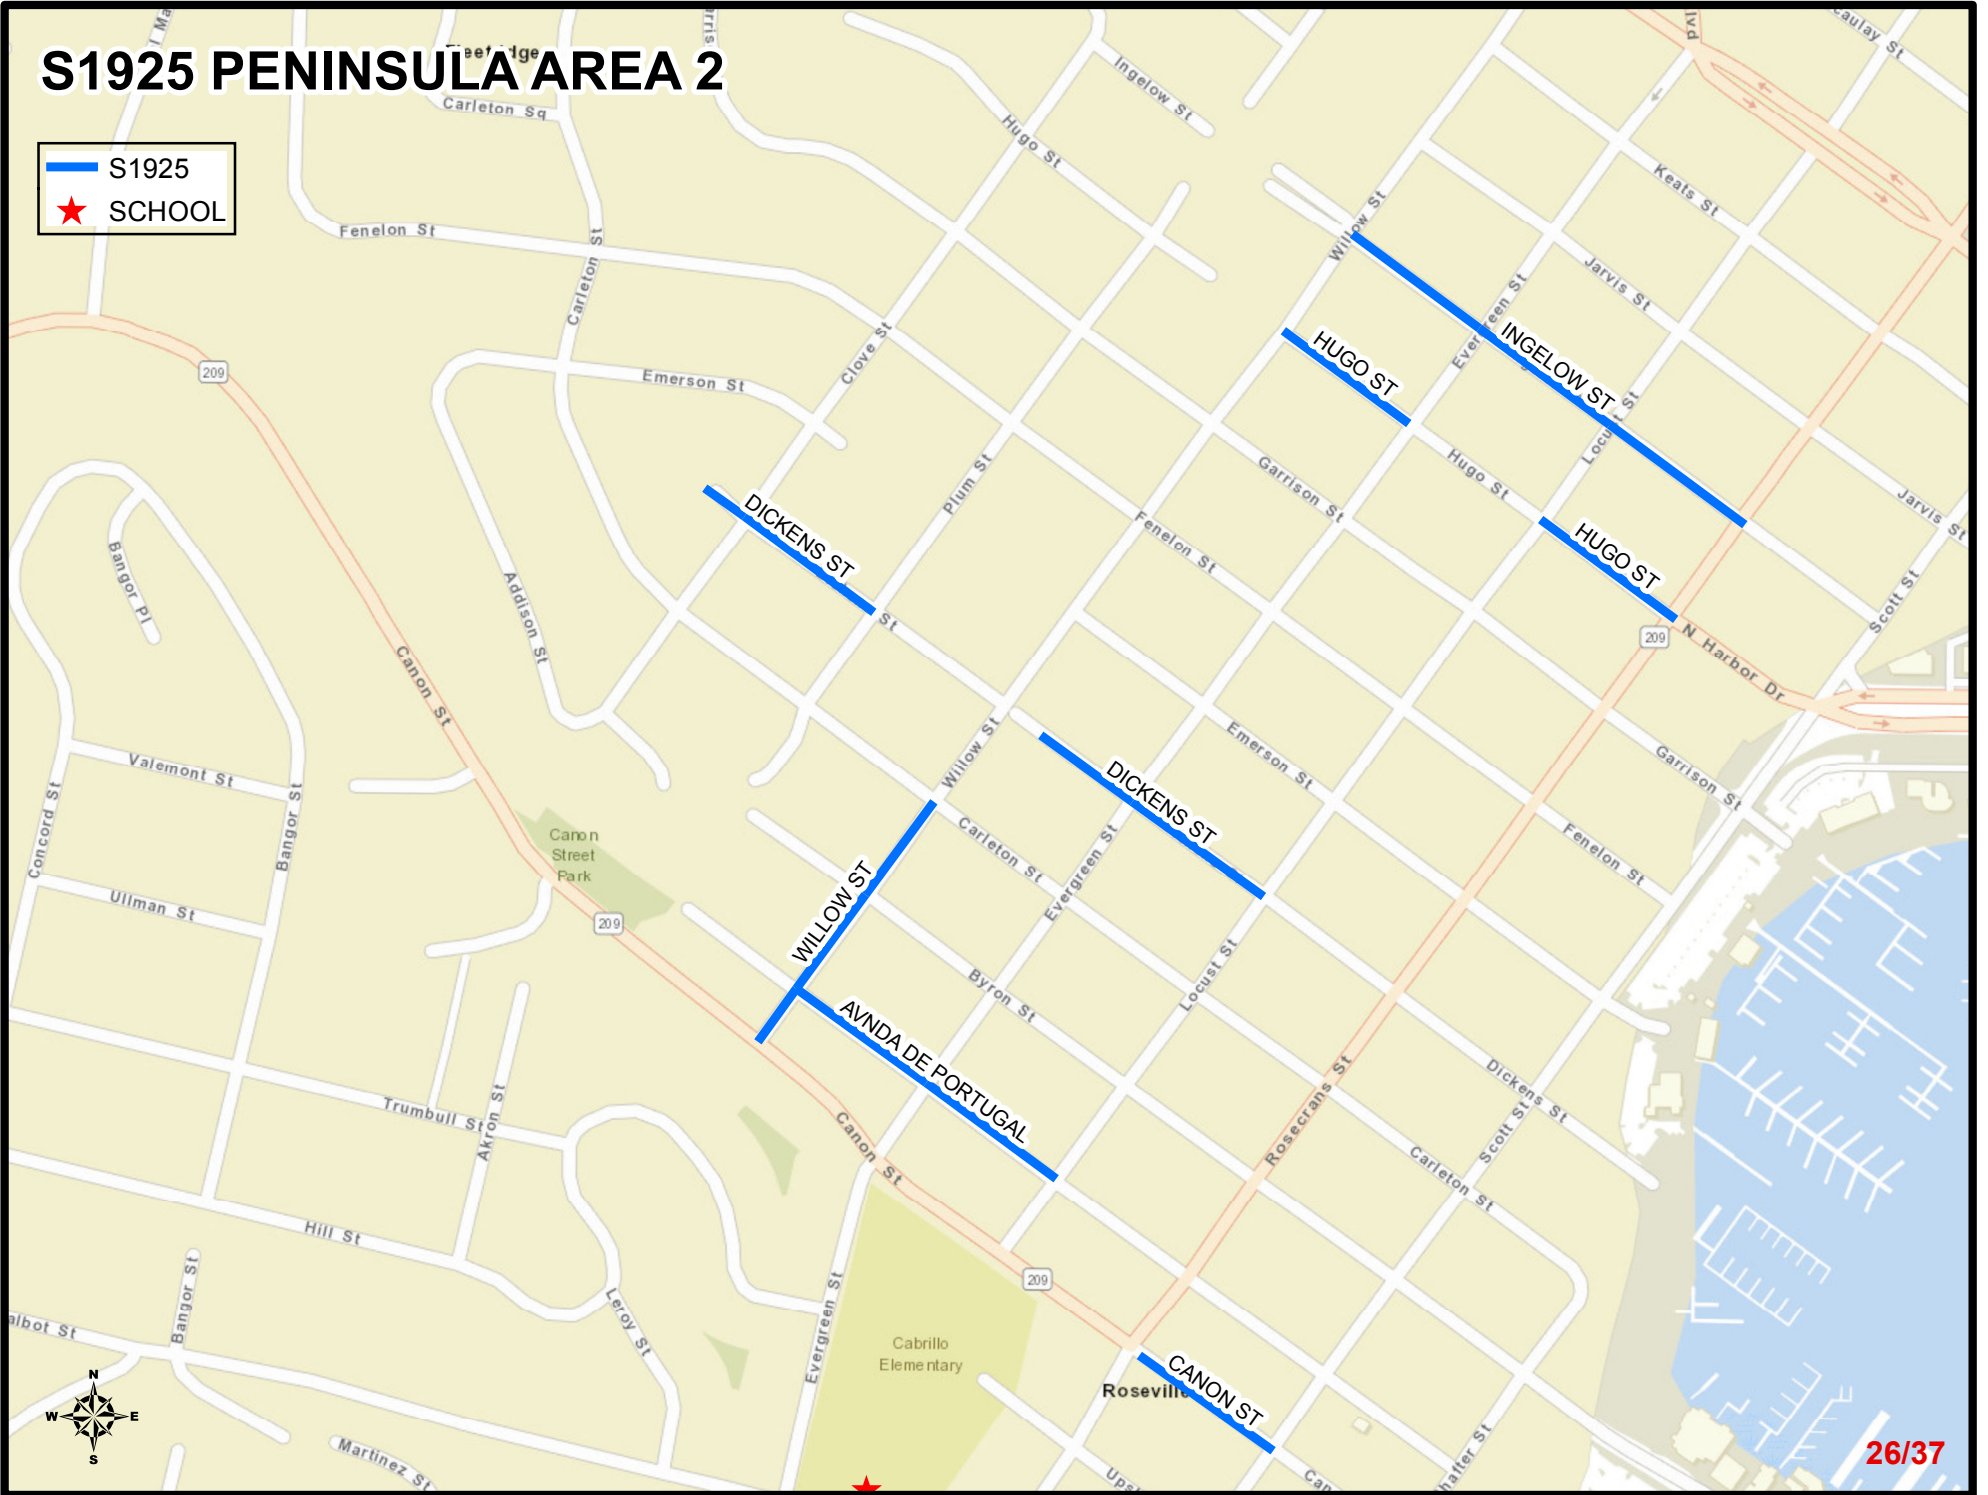 S1925 PENINSULA AREA 2
S1925
SCHOOL
Carleton Sq
Ingelow St
Hugo St
Keats St
Fenelon St
Carleton St
Willow St
Jarvis St
209
Clove St
Evergreen St
INGELOW ST
HUGO ST
Emerson St
Locust St
Plum St
Garrison St
Hugo St
Jarvis St
DICKENS ST
Fenelon St
HUGO ST
Bangor Pl
Addison St
St
Scott St
209
N Harbor Dr
Canon St
Willow St
Emerson St
Garrison St
Valemont St
Concord St
Bangor St
DICKENS ST
Canon
Street
Park
Carleton St
Evergreen St
Fenelon St
WILLOW ST
Ullman St
209
Byron St
Locust St
AVNDA DE PORTUGAL
Rosecrans St
Dickens St
Trumbull St
Akron St
Canon St
Scott St
Carleton St
Hill St
Bangor St
Leroy St
Evergreen St
209
Cabrillo
Elementary
Roseville
CANON ST
N
W
E
S
Martinez St
26/37